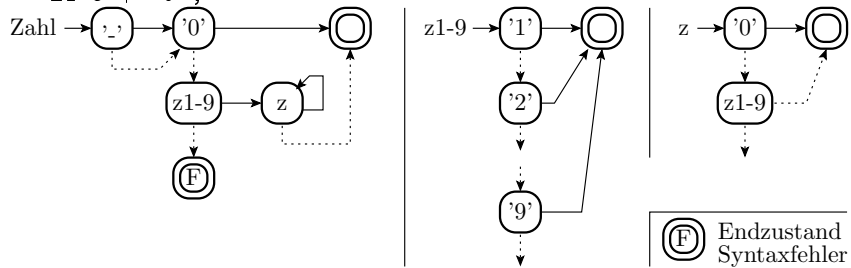 Zahl '-' '0'
z1-9 z
F
z1-9 '1'
'2'
'9'
z '0'
z1-9
F Endzustand
Syntaxfehler